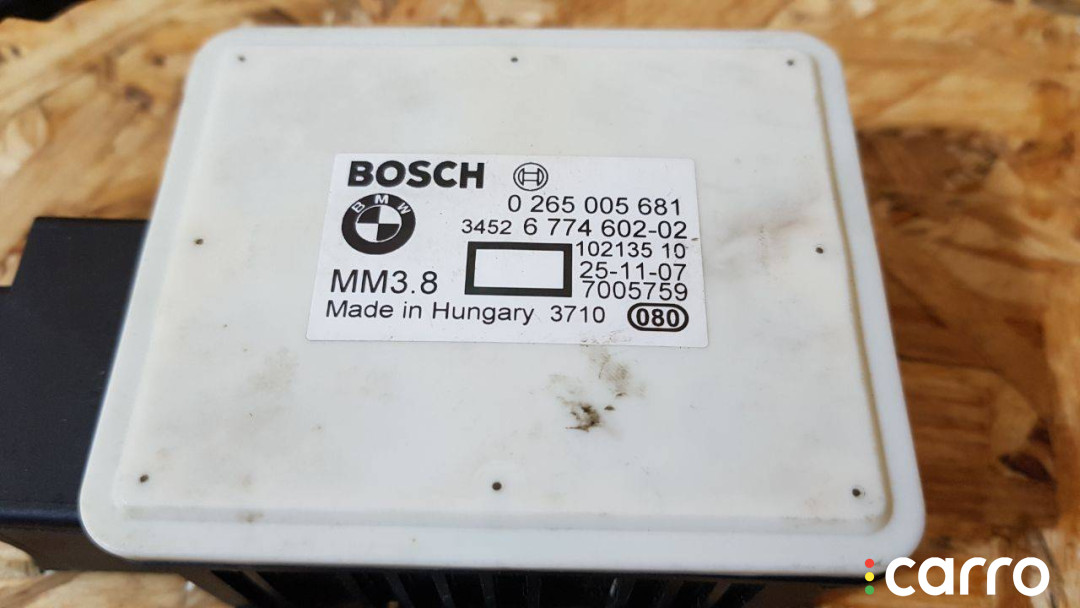 BOSCH
0 265 005 681
BMW
3452 6 774 602-02
102135 10
25-11-07
MM3.8
7005759
Made in Hungary 3710 080
carro